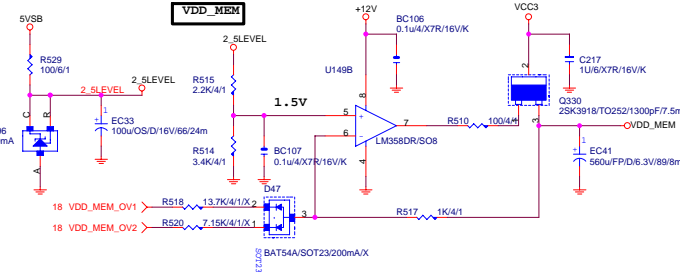 VDD_MEM
5VSB
R529
100/6/1
2_5LEVEL
2_5LEVEL
C
R
A
1
+
EC33
100u/OS/D/16V/66/24m
2_5LEVEL
R515
2.2K/4/1
1.5V
R514
3.4K/4/1
BC107
0.1u/4/X7R/16V/K
+12V
BC106
0.1u/4/X7R/16V/K
U149B
8
5
+
6
-
7
4
LM358DR/SO8
R510
100/4/1
VCC3
2
C217
1U/6/X7R/16V/K
Q330
2SK3918/TO252/1300pF/7.5m
1
3
VDD_MEM
1
+
EC41
560u/FP/D/6.3V/89/8m
R517
1K/4/1
D47
18 VDD_MEM_OV1
R518
13.7K/4/1/X
2
18 VDD_MEM_OV2
R520
7.15K/4/1/X
1
3
SOT23
BAT54A/SOT23/200mA/X